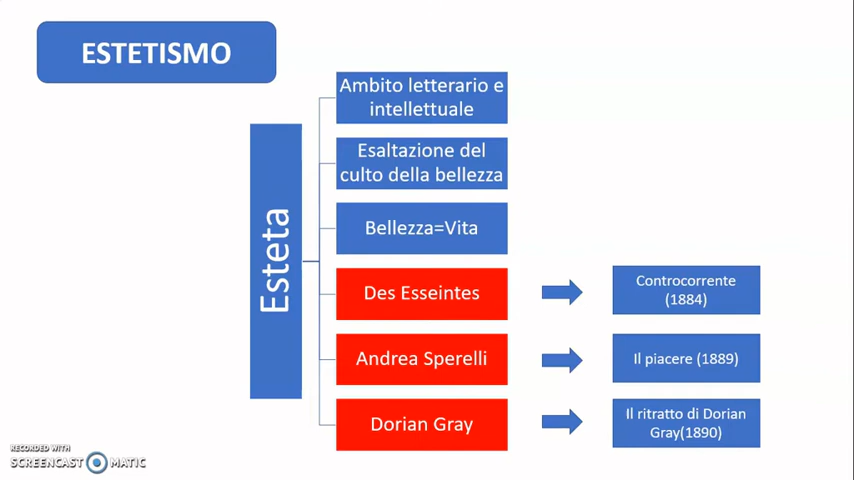 ESTETISMO
Ambito letterario e
intellettuale
Esaltazione del
culto della bellezza
Bellezza=Vita
Esteta
Des Esseintes
Controcorrente
(1884)
Andrea Sperelli
Il piacere (1889)
Dorian Gray
Il ritratto di Dorian
Gray(1890)
RECORDED WITH
SCREENCAST MATIC